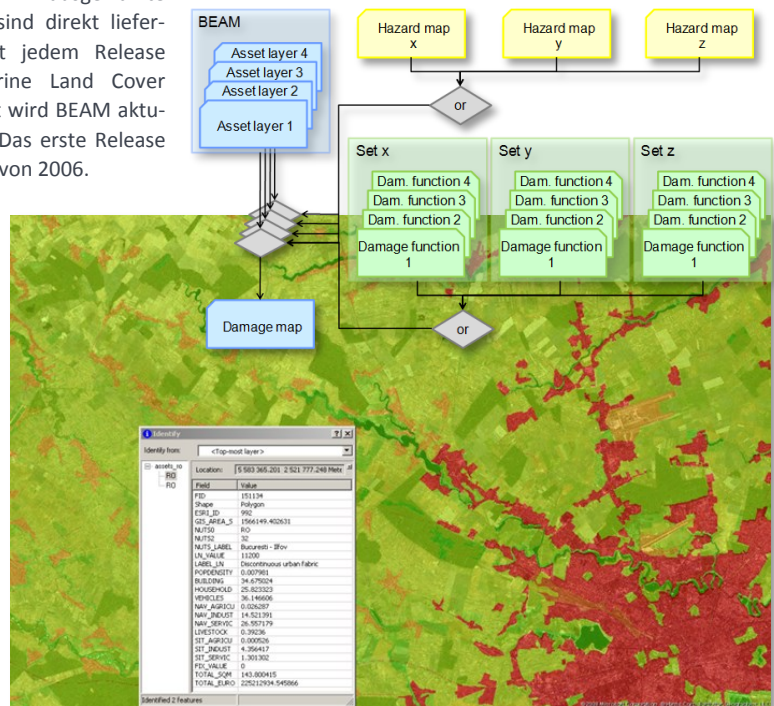 sind direkt liefer-
jedem Release
rine Land Cover
wird BEAM aktu-
Das erste Release
von 2006.
BEAM
Asset layer 4
Asset layer 3
Asset layer 2
Asset layer 1
Hazard map
x
Hazard map
y
Hazard map
z
or
Set x
Dam. function 4
Dam. function 3
Dam. function 2
Damage function
1
Set y
Dam. function 4
Dam. function 3
Dam. function 2
Damage function
1
Set z
Dam. function 4
Dam. function 3
Dam. function 2
Damage function
1
or
Damage map
Identify
Identify from: <Top-most layer>
assets_ro
RO
RO
Location: 5 583 365.201 2 521 777.248 Mete
Field Value
FID 151134
Shape Polygon
ESRI_ID 992
GIS_AREA_S 1566149.402631
NUTS0 RO
NUTS2 32
NUTS_LABEL Bucuresti - Ilfov
LN_VALUE 11200
LABEL_LN Discontinuous urban fabric
POPDENSITY 0.007981
BUILDING 34.675024
HOUSEHOLD 25.823323
VEHICLES 36.146606
NAV_AGRICU 0.026287
NAV_INDUST 14.521391
NAV_SERVIC 26.557179
LIVESTOCK 0.39236
SIT_AGRICU 0.000526
SIT_INDUST 4.356417
SIT_SERVIC 1.301302
FIX_VALUE 0
TOTAL_SQM 143.800415
TOTAL_EURO 225212934.545866
Identified 2 features